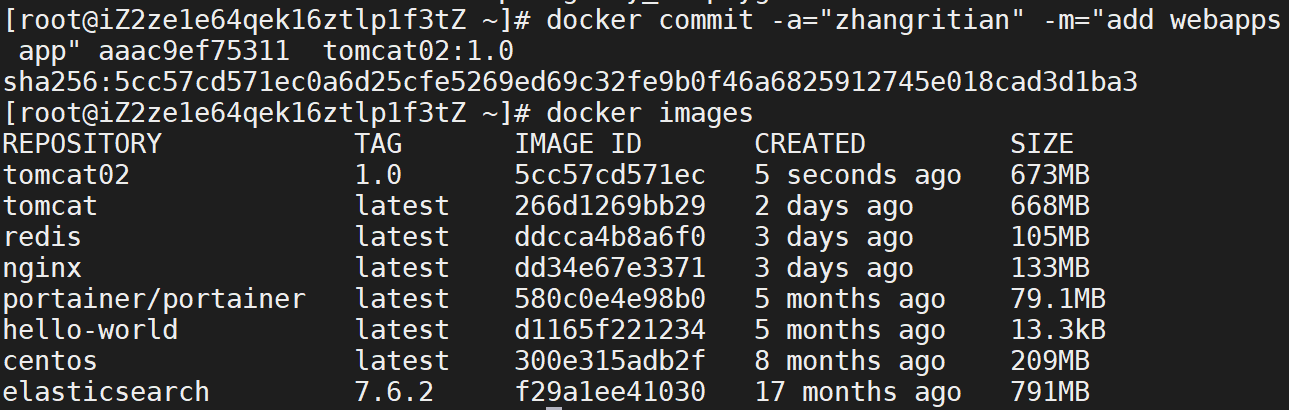 [root@iZ2ze1e64qek16ztlp1f3tZ ~]# docker commit -a="zhangritian" -m="add webapps
app" aaac9ef75311  tomcat02:1.0
sha256:5cc57cd571ec0a6d25cfe5269ed69c32fe9b0f46a6825912745e018cad3d1ba3
[root@iZ2ze1e64qek16ztlp1f3tZ ~]# docker images
REPOSITORY            TAG       IMAGE ID       CREATED         SIZE
tomcat02              1.0       5cc57cd571ec   5 seconds ago   673MB
tomcat                latest    266d1269bb29   2 days ago      668MB
redis                 latest    ddcca4b8a6f0   3 days ago      105MB
nginx                 latest    dd34e67e3371   3 days ago      133MB
portainer/portainer   latest    580c0e4e98b0   5 months ago    79.1MB
hello-world           latest    d1165f221234   5 months ago    13.3kB
centos                latest    300e315adb2f   8 months ago    209MB
elasticsearch         7.6.2     f29a1ee41030   17 months ago   791MB